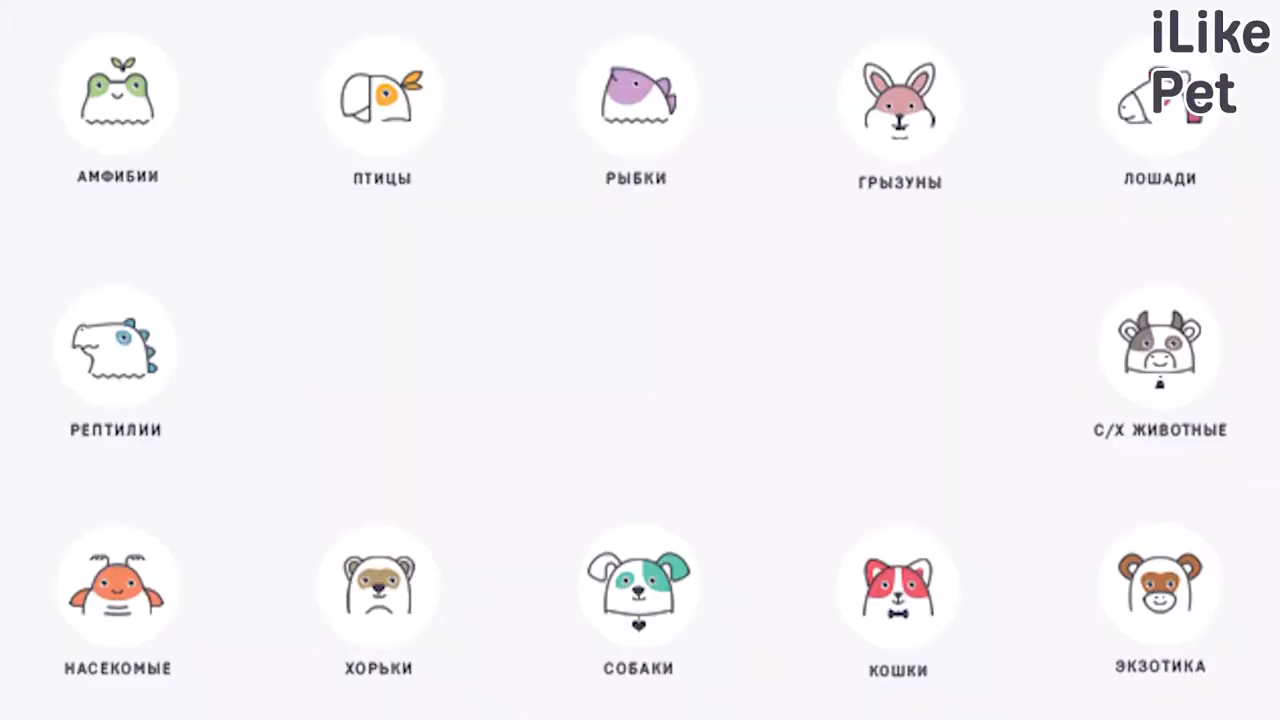 iLike
Pet
АМФИБИИ
ПТИЦЫ
РЫБКИ
ГРЫЗУНЫ
ЛОШАДИ
РЕПТИЛИИ
С/Х ЖИВОТНЫЕ
НАСЕКОМЫЕ
ХОРЬКИ
СОБАКИ
КОШКИ
ЭКЗОТИКА